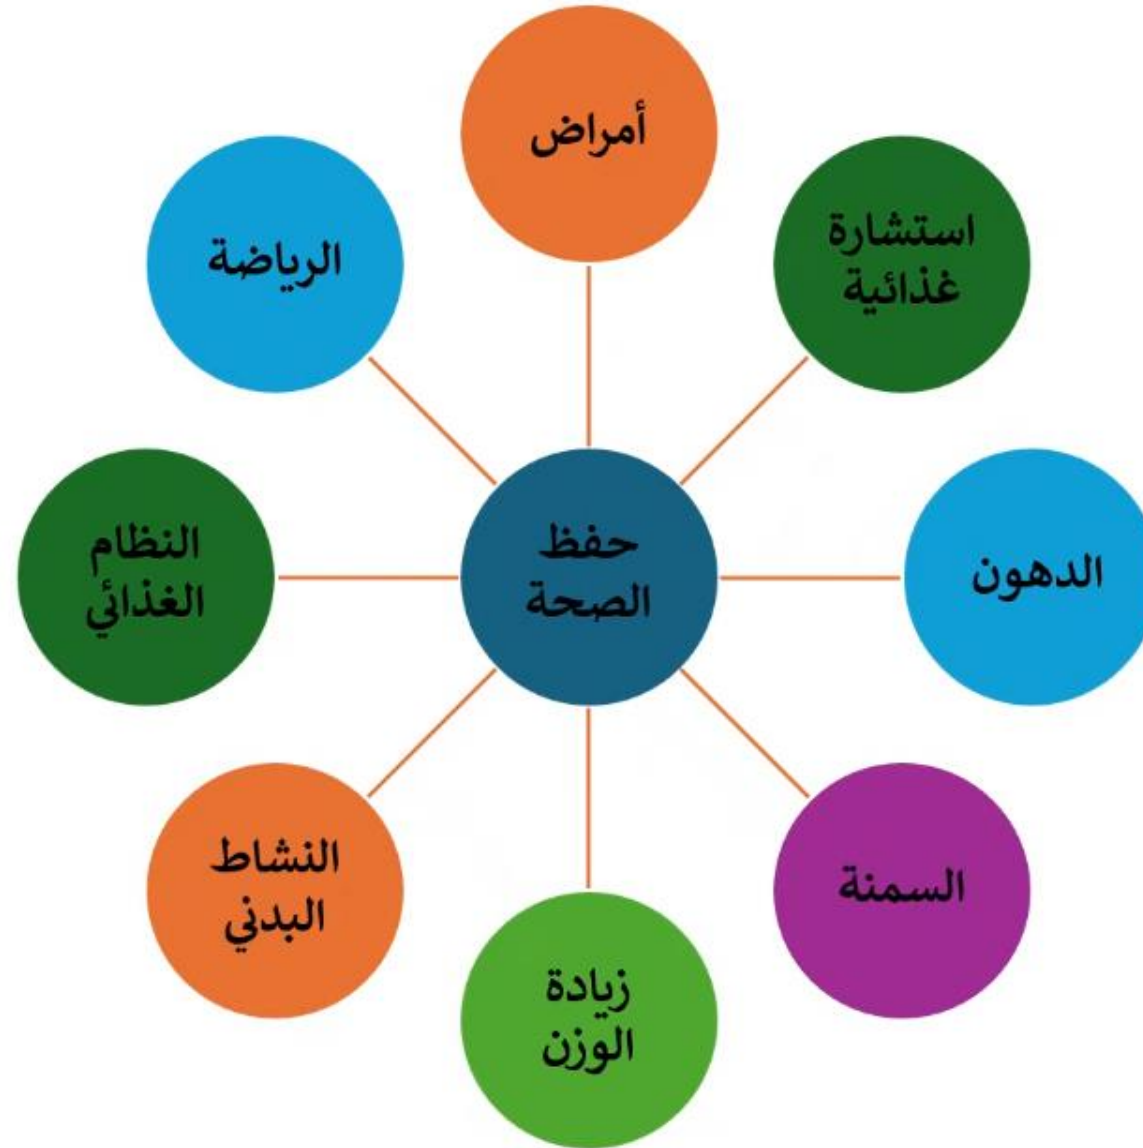 أمراض
استشارة
غذائية
الدهون
السمنة
زيادة
الوزن
النشاط
البدني
النظام
الغذائي
الرياضة
حفظ
الصحة